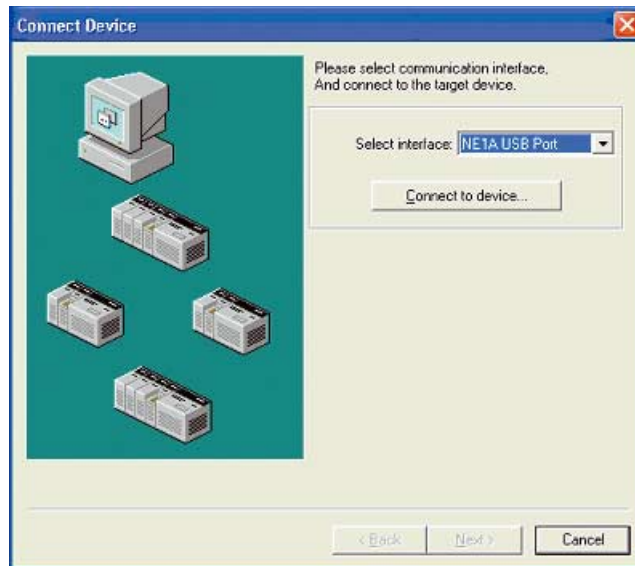 Connect Device
Please select communication interface,
And connect to the target device.
Select interface: NE1A USB Port
Connect to device...
< Back
Next >
Cancel